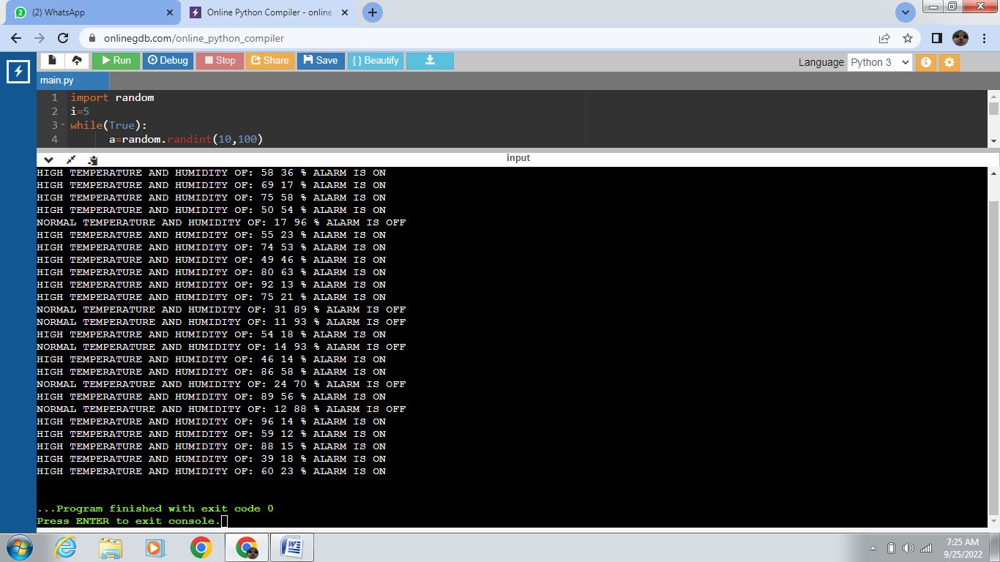 (2) WhatsApp
Online Python Compiler - online
onlinegdb.com/online_python_compiler
Run Debug Stop Share Save { } Beautify
Language Python 3
main.py
1 import random
2 i=5
3 while(True):
4 a=random.randint(10,100)
input
HIGH TEMPERATURE AND HUMIDITY OF: 58 36 % ALARM IS ON
HIGH TEMPERATURE AND HUMIDITY OF: 69 17 % ALARM IS ON
HIGH TEMPERATURE AND HUMIDITY OF: 75 58 % ALARM IS ON
HIGH TEMPERATURE AND HUMIDITY OF: 50 54 % ALARM IS ON
NORMAL TEMPERATURE AND HUMIDITY OF: 17 96 % ALARM IS OFF
HIGH TEMPERATURE AND HUMIDITY OF: 55 23 % ALARM IS ON
HIGH TEMPERATURE AND HUMIDITY OF: 74 53 % ALARM IS ON
HIGH TEMPERATURE AND HUMIDITY OF: 49 46 % ALARM IS ON
HIGH TEMPERATURE AND HUMIDITY OF: 80 63 % ALARM IS ON
HIGH TEMPERATURE AND HUMIDITY OF: 92 13 % ALARM IS ON
HIGH TEMPERATURE AND HUMIDITY OF: 75 21 % ALARM IS ON
NORMAL TEMPERATURE AND HUMIDITY OF: 31 89 % ALARM IS OFF
NORMAL TEMPERATURE AND HUMIDITY OF: 11 93 % ALARM IS OFF
HIGH TEMPERATURE AND HUMIDITY OF: 54 18 % ALARM IS ON
NORMAL TEMPERATURE AND HUMIDITY OF: 14 93 % ALARM IS OFF
HIGH TEMPERATURE AND HUMIDITY OF: 46 14 % ALARM IS ON
HIGH TEMPERATURE AND HUMIDITY OF: 86 58 % ALARM IS ON
NORMAL TEMPERATURE AND HUMIDITY OF: 24 70 % ALARM IS OFF
HIGH TEMPERATURE AND HUMIDITY OF: 89 56 % ALARM IS ON
NORMAL TEMPERATURE AND HUMIDITY OF: 12 88 % ALARM IS OFF
HIGH TEMPERATURE AND HUMIDITY OF: 96 14 % ALARM IS ON
HIGH TEMPERATURE AND HUMIDITY OF: 59 12 % ALARM IS ON
HIGH TEMPERATURE AND HUMIDITY OF: 88 15 % ALARM IS ON
HIGH TEMPERATURE AND HUMIDITY OF: 39 18 % ALARM IS ON
HIGH TEMPERATURE AND HUMIDITY OF: 60 23 % ALARM IS ON
...Program finished with exit code 0
Press ENTER to exit console.
7:25 AM
9/25/2022